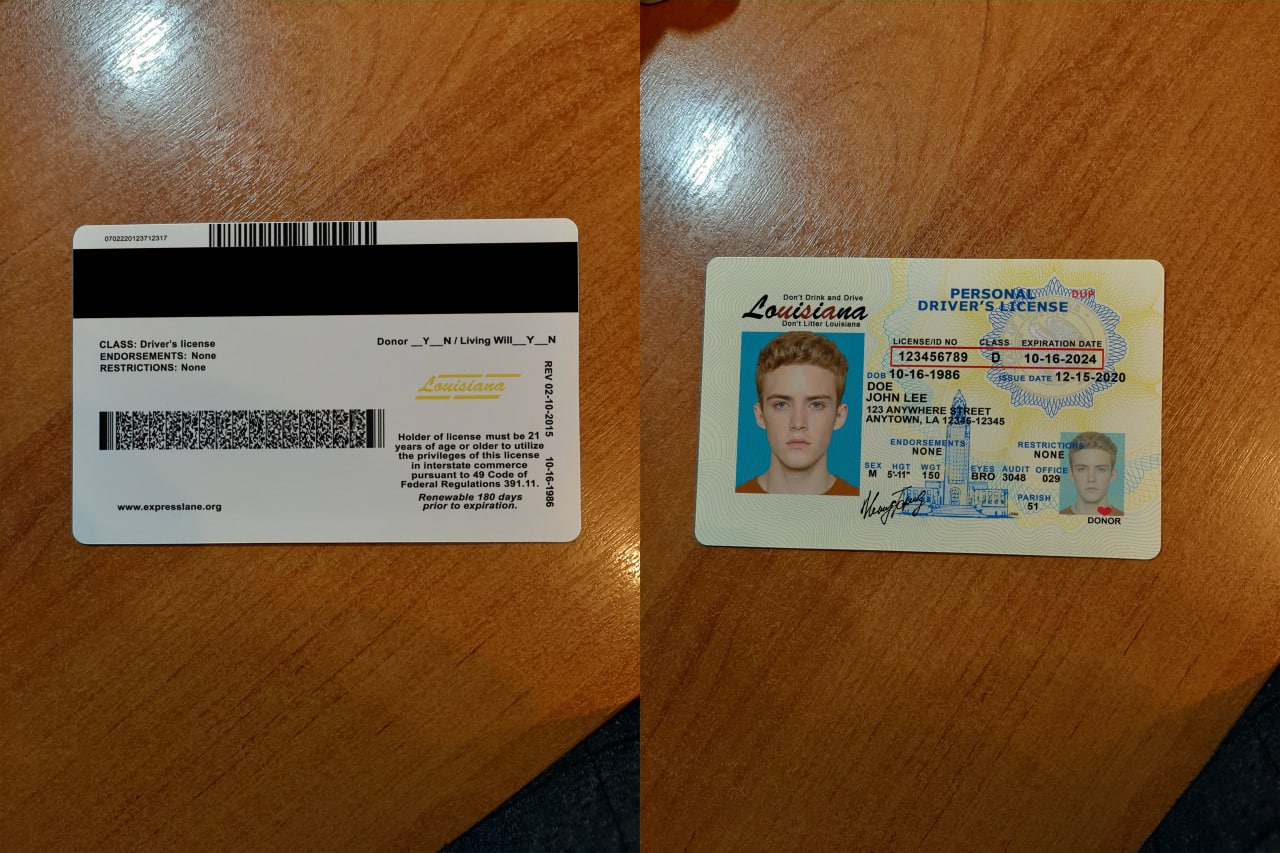 0702220123712317
CLASS: Driver's license
ENDORSEMENTS: None
RESTRICTIONS: None
Donor __Y__N / Living Will__Y__N
Louisiana
REV 02-10-2015 10-16-1986
Holder of license must be 21
years of age or older to utilize
the privileges of this license
in interstate commerce
pursuant to 49 Code of
Federal Regulations 391.11.
Renewable 180 days
prior to expiration.
www.expresslane.org
Don't Drink and Drive
Louisiana
Don't Litter Louisiana
PERSONAL DUP
DRIVER'S LICENSE
LICENSE/ID NO CLASS EXPIRATION DATE
123456789 D 10-16-2024
DOB 10-16-1986 ISSUE DATE 12-15-2020
DOE
JOHN LEE
123 ANYWHERE STREET
ANYTOWN, LA 12345-12345
ENDORSEMENTS RESTRICTIONS
NONE NONE
SEX HGT WGT EYES AUDIT OFFICE
M 5'-11" 150 BRO 3048 029
PARISH
51
DONOR